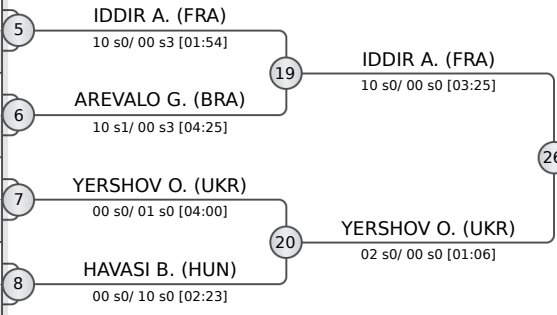 5
IDDIR A. (FRA)
10 s0/ 00 s3 [01:54]
19
IDDIR A. (FRA)
10 s0/ 00 s0 [03:25]
6
AREVALO G. (BRA)
10 s1/ 00 s3 [04:25]
26
7
YERSHOV O. (UKR)
00 s0/ 01 s0 [04:00]
20
YERSHOV O. (UKR)
02 s0/ 00 s0 [01:06]
8
HAVASI B. (HUN)
00 s0/ 10 s0 [02:23]